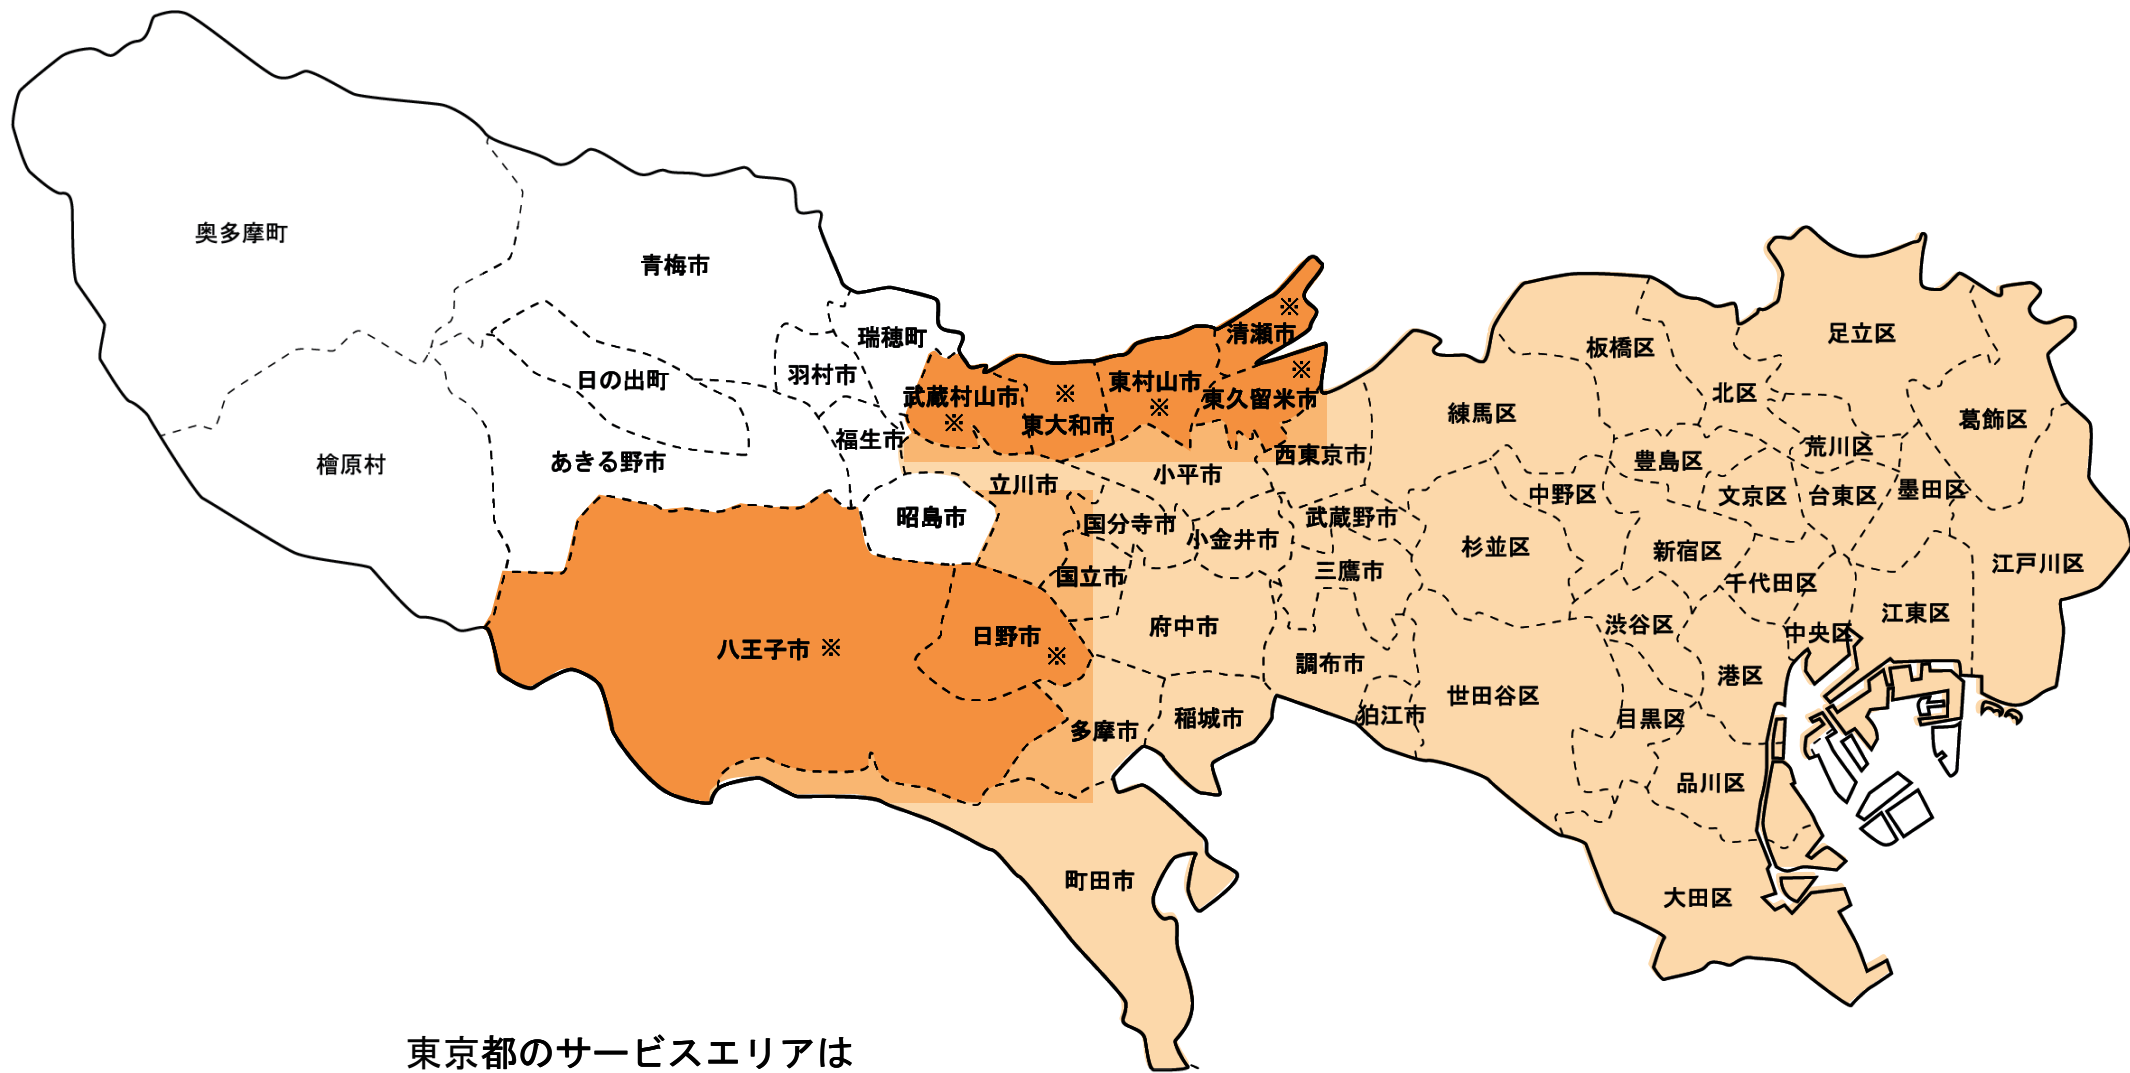 奥多摩町
青梅市
檜原村
日の出町
あきる野市
瑞穂町
羽村市
福生市
昭島市
武蔵村山市
※
※
東大和市
東村山市
※
※
清瀬市
※
東久留米市
西東京市
小平市
立川市
国分寺市
小金井市
武蔵野市
三鷹市
国立市
府中市
調布市
狛江市
八王子市 ※
日野市
※
多摩市
稲城市
町田市
練馬区
板橋区
北区
足立区
葛飾区
荒川区
豊島区
文京区
台東区
墨田区
中野区
杉並区
新宿区
千代田区
江戸川区
江東区
中央区
渋谷区
港区
世田谷区
目黒区
品川区
大田区
東京都のサービスエリアは